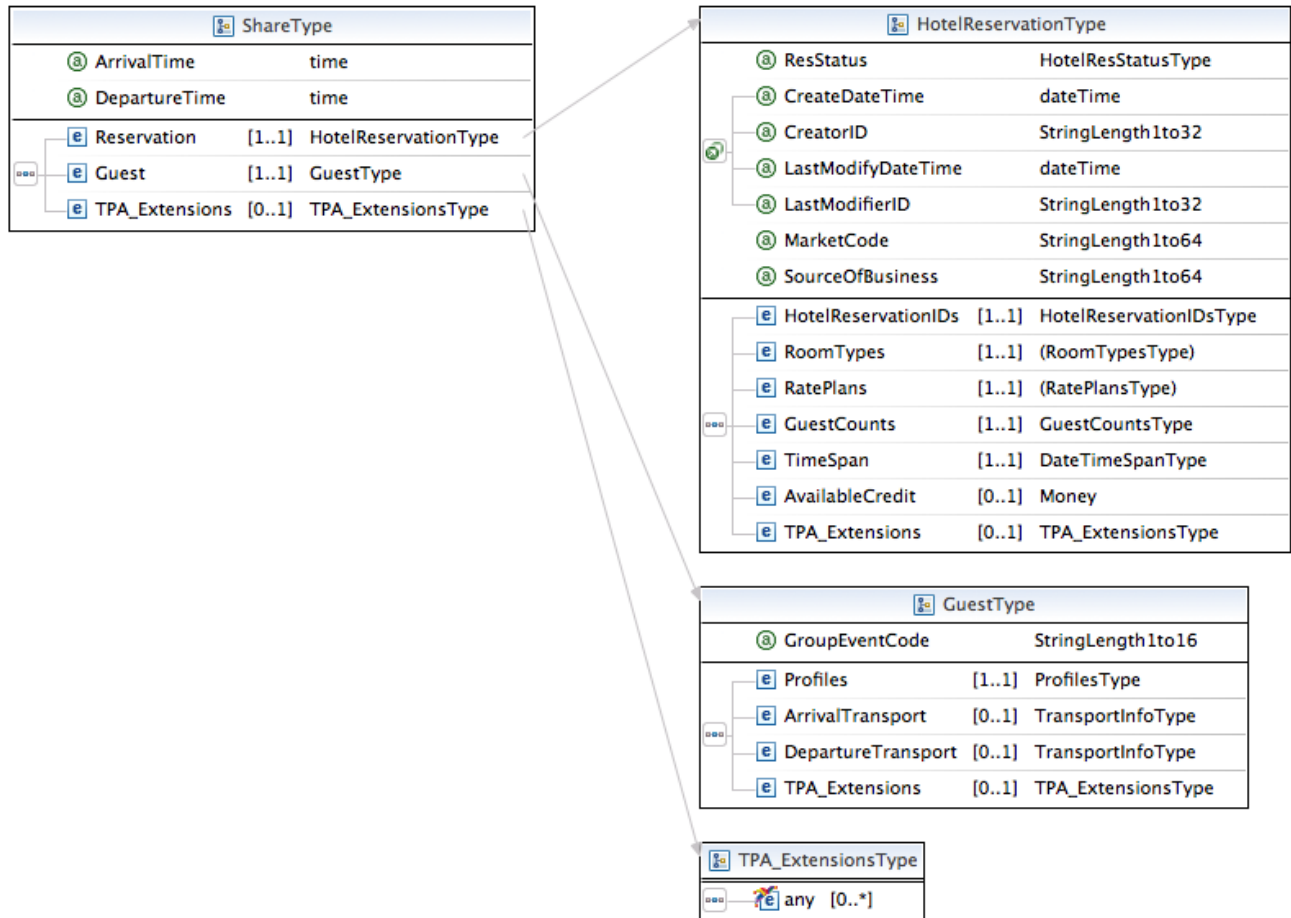 ShareType
ArrivalTime time
DepartureTime time
Reservation [1..1] HotelReservationType
Guest [1..1] GuestType
TPA_Extensions [0..1] TPA_ExtensionsType
HotelReservationType
ResStatus HotelResStatusType
CreateDateTime dateTime
CreatorID StringLength1to32
LastModifyDateTime dateTime
LastModifierID StringLength1to32
MarketCode StringLength1to64
SourceOfBusiness StringLength1to64
HotelReservationIDs [1..1] HotelReservationIDsType
RoomTypes [1..1] (RoomTypesType)
RatePlans [1..1] (RatePlansType)
GuestCounts [1..1] GuestCountsType
TimeSpan [1..1] DateTimeSpanType
AvailableCredit [0..1] Money
TPA_Extensions [0..1] TPA_ExtensionsType
GuestType
GroupEventCode StringLength1to16
Profiles [1..1] ProfilesType
ArrivalTransport [0..1] TransportInfoType
DepartureTransport [0..1] TransportInfoType
TPA_Extensions [0..1] TPA_ExtensionsType
TPA_ExtensionsType
any [0..*]